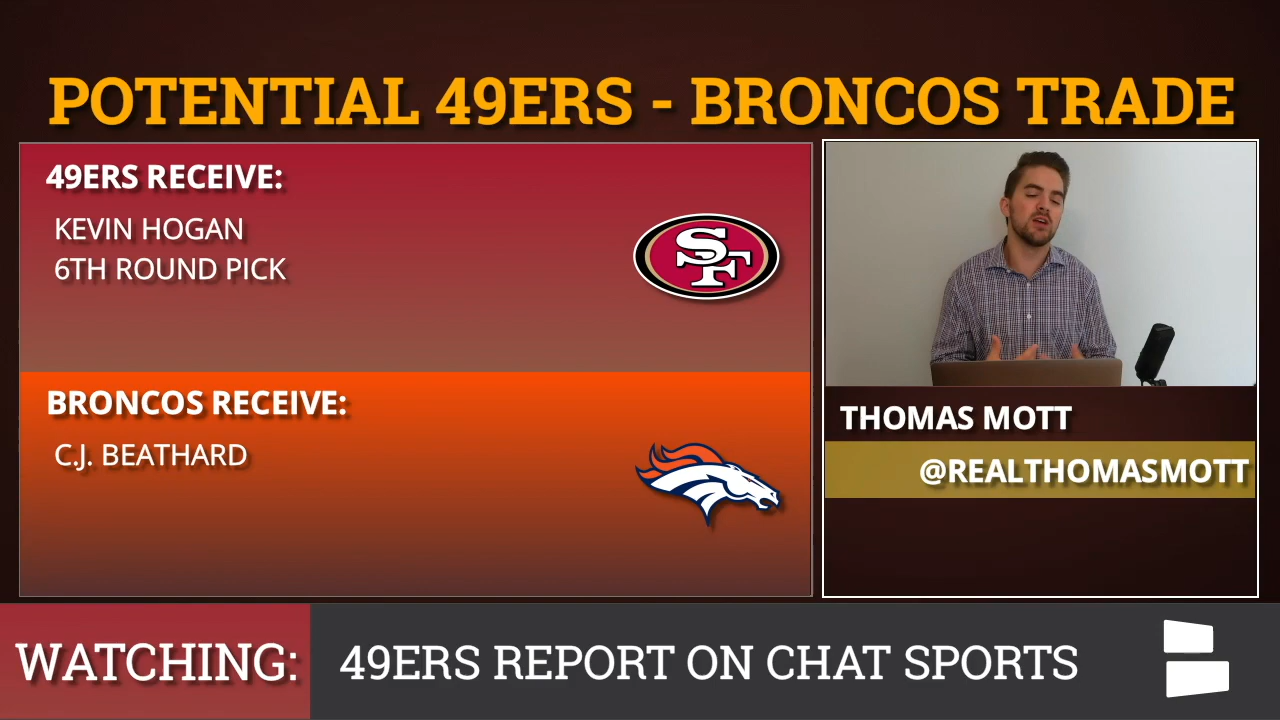 POTENTIAL 49ERS - BRONCOS TRADE
49ERS RECEIVE:
KEVIN HOGAN
6TH ROUND PICK
SF
BRONCOS RECEIVE:
C.J. BEATHARD
THOMAS MOTT
@REALTHOMASMOTT
WATCHING:
49ERS REPORT ON CHAT SPORTS